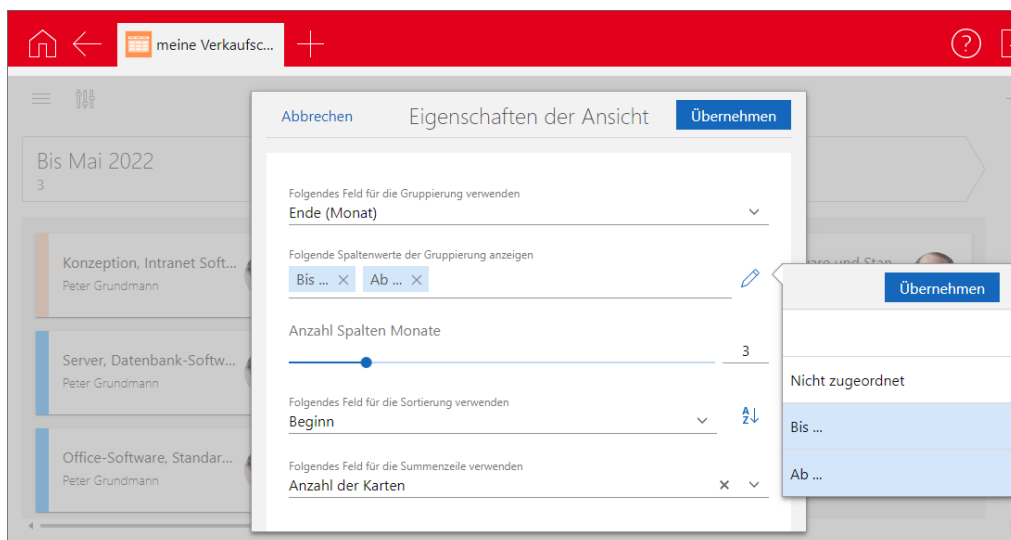 meine Verkaufsc...
Abbrechen
Eigenschaften der Ansicht
Übernehmen
Bis Mai 2022
3
Folgendes Feld für die Gruppierung verwenden
Ende (Monat)
Folgende Spaltenwerte der Gruppierung anzeigen
Bis ...
Ab ...
Konzeption, Intranet Soft...
Peter Grundmann
Übernehmen
Anzahl Spalten Monate
3
Nicht zugeordnet
Server, Datenbank-Softw...
Peter Grundmann
Folgendes Feld für die Sortierung verwenden
Beginn
Bis ...
Office-Software, Standar...
Peter Grundmann
Folgendes Feld für die Summenzeile verwenden
Anzahl der Karten
Ab ...